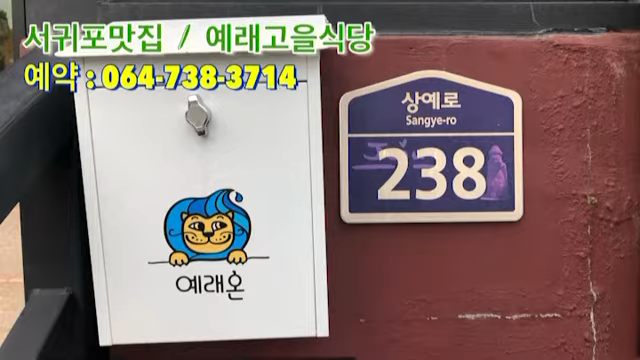 서귀포맛집 / 예래고을식당
예약 : 064-738-3714
상예로
Sangye-ro
238
예래온